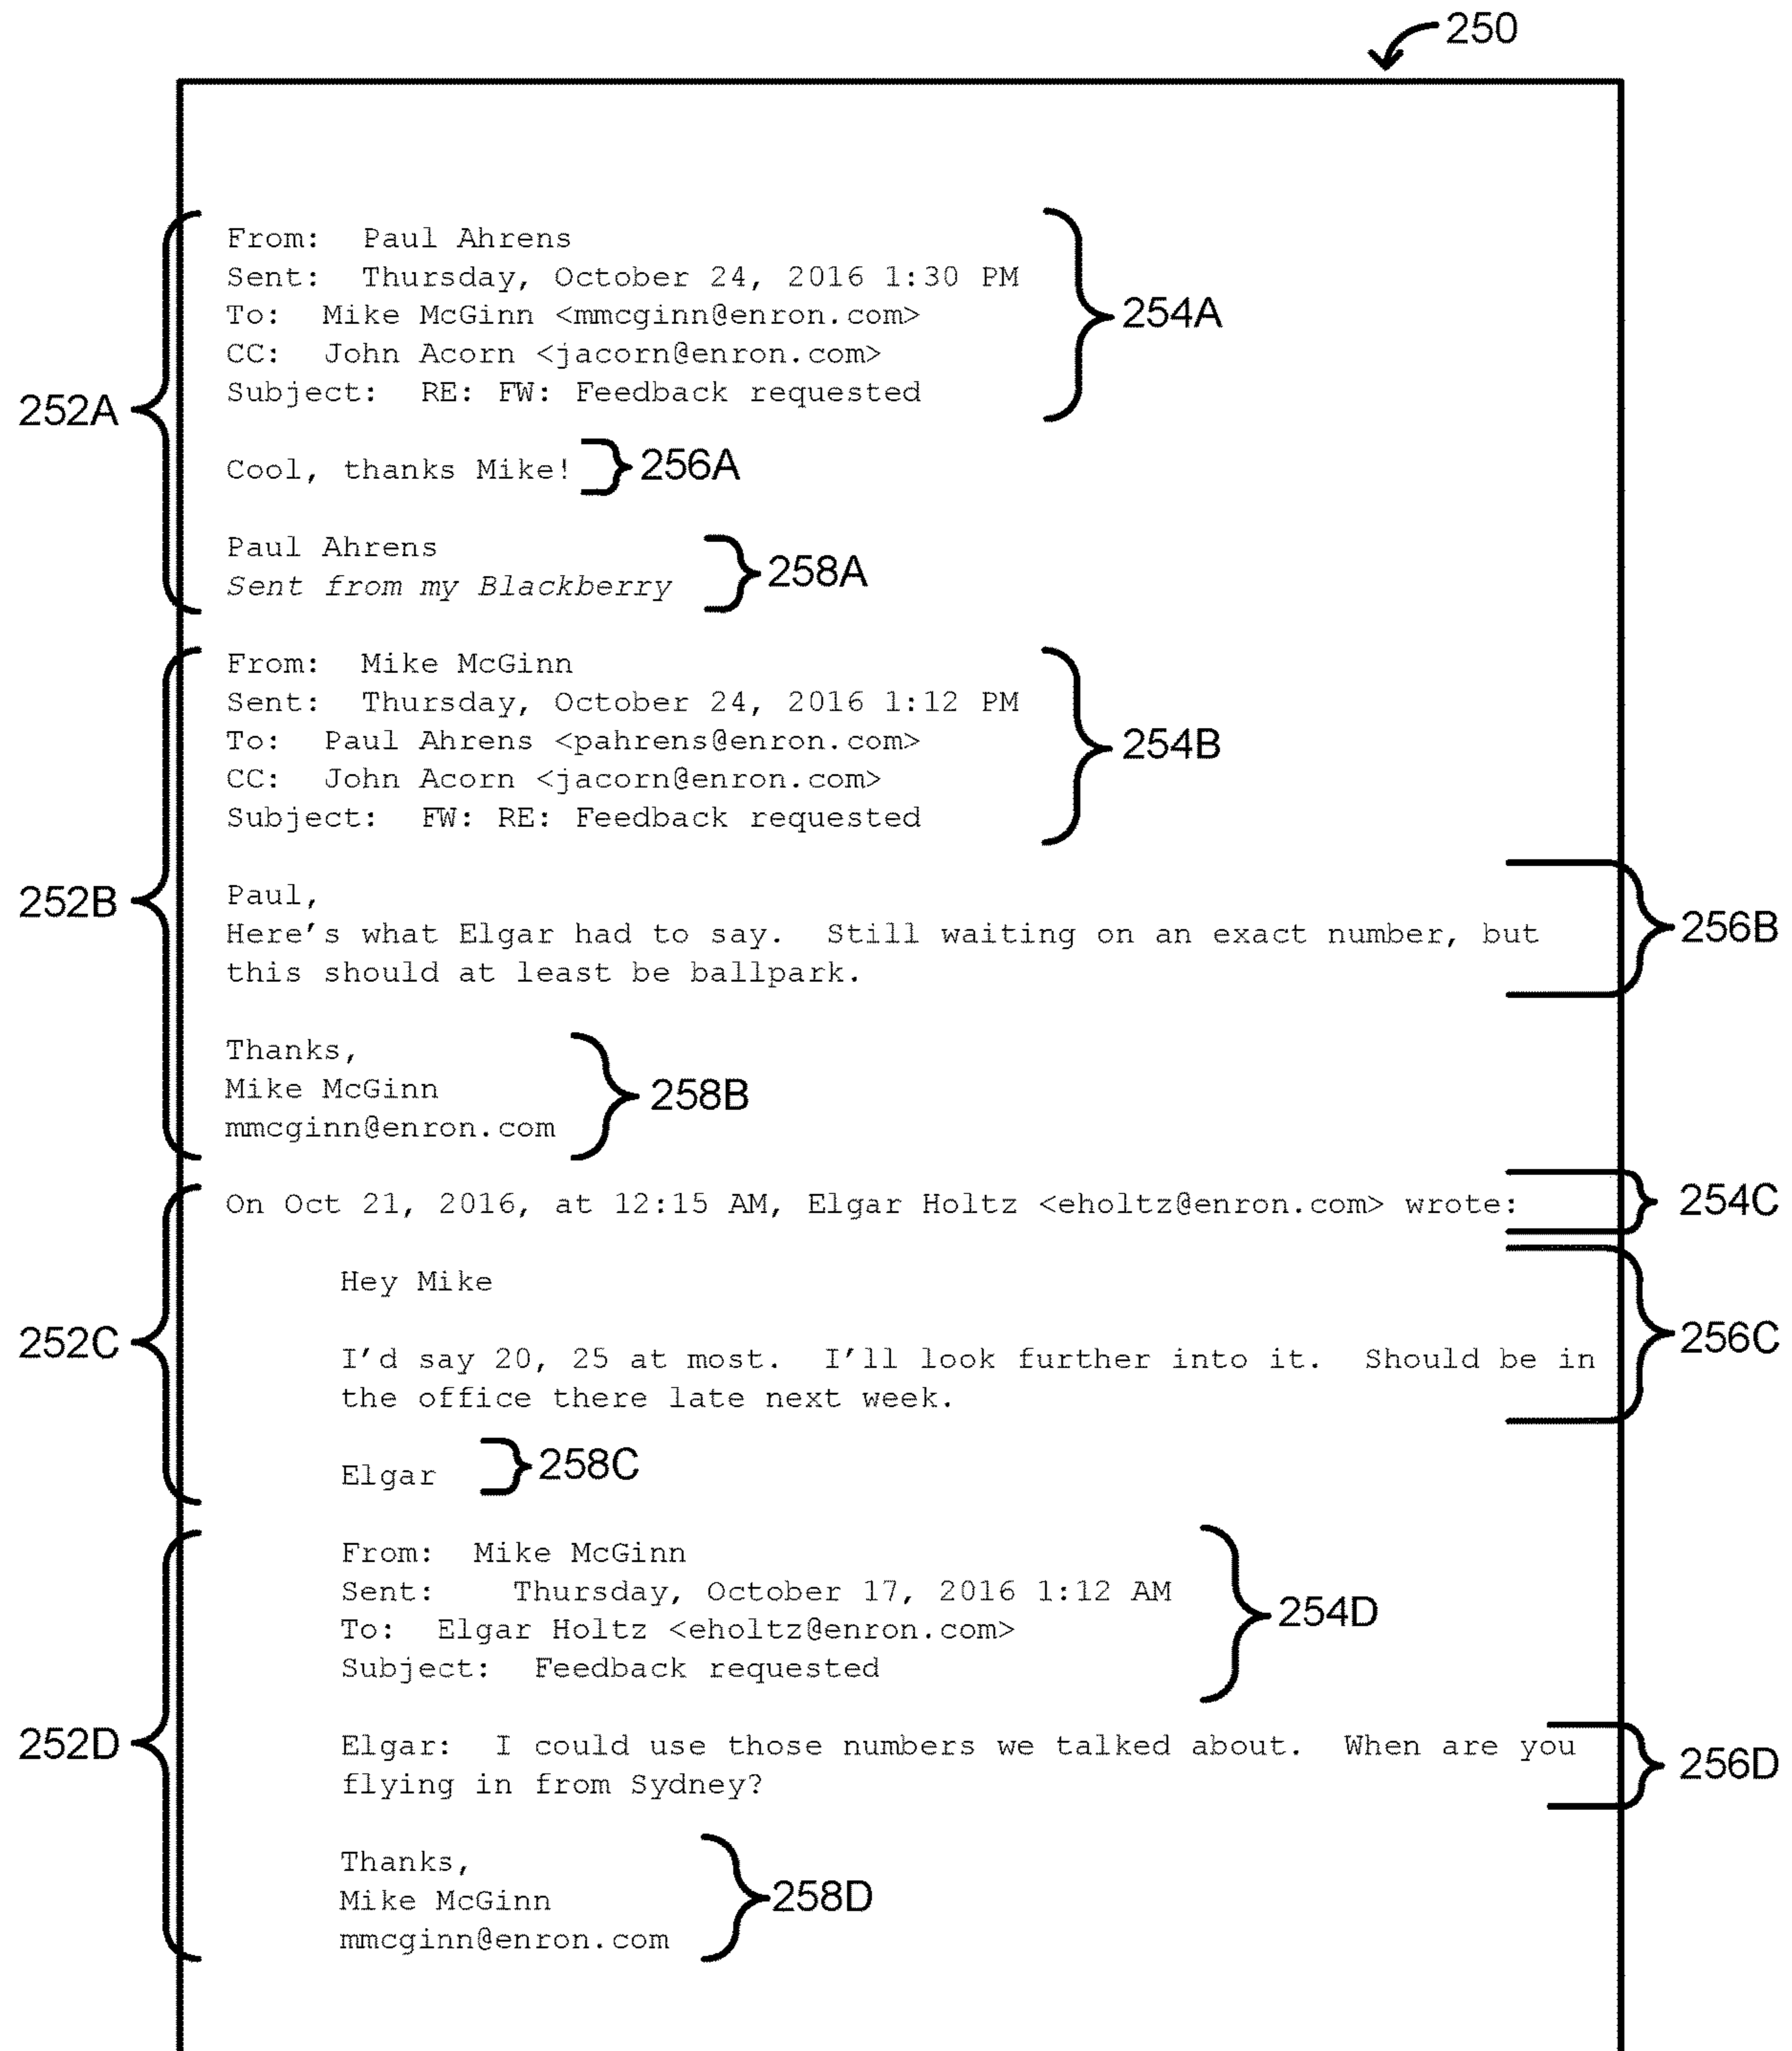 250
From: Paul Ahrens
Sent: Thursday, October 24, 2016 1:30 PM
To: Mike McGinn <mmcginn@enron.com>
CC: John Acorn <jacorn@enron.com>
Subject: RE: FW: Feedback requested
254A
252A
Cool, thanks Mike!
256A
Paul Ahrens
Sent from my Blackberry
258A
From: Mike McGinn
Sent: Thursday, October 24, 2016 1:12 PM
To: Paul Ahrens <pahrens@enron.com>
CC: John Acorn <jacorn@enron.com>
Subject: FW: RE: Feedback requested
254B
252B
Paul,
Here's what Elgar had to say. Still waiting on an exact number, but
this should at least be ballpark.
256B
Thanks,
Mike McGinn
mmcginn@enron.com
258B
On Oct 21, 2016, at 12:15 AM, Elgar Holtz <eholtz@enron.com> wrote:
254C
252C
Hey Mike
I'd say 20, 25 at most. I'll look further into it. Should be in
the office there late next week.
256C
Elgar
258C
From: Mike McGinn
Sent: Thursday, October 17, 2016 1:12 AM
To: Elgar Holtz <eholtz@enron.com>
Subject: Feedback requested
254D
252D
Elgar: I could use those numbers we talked about. When are you
flying in from Sydney?
256D
Thanks,
Mike McGinn
mmcginn@enron.com
258D